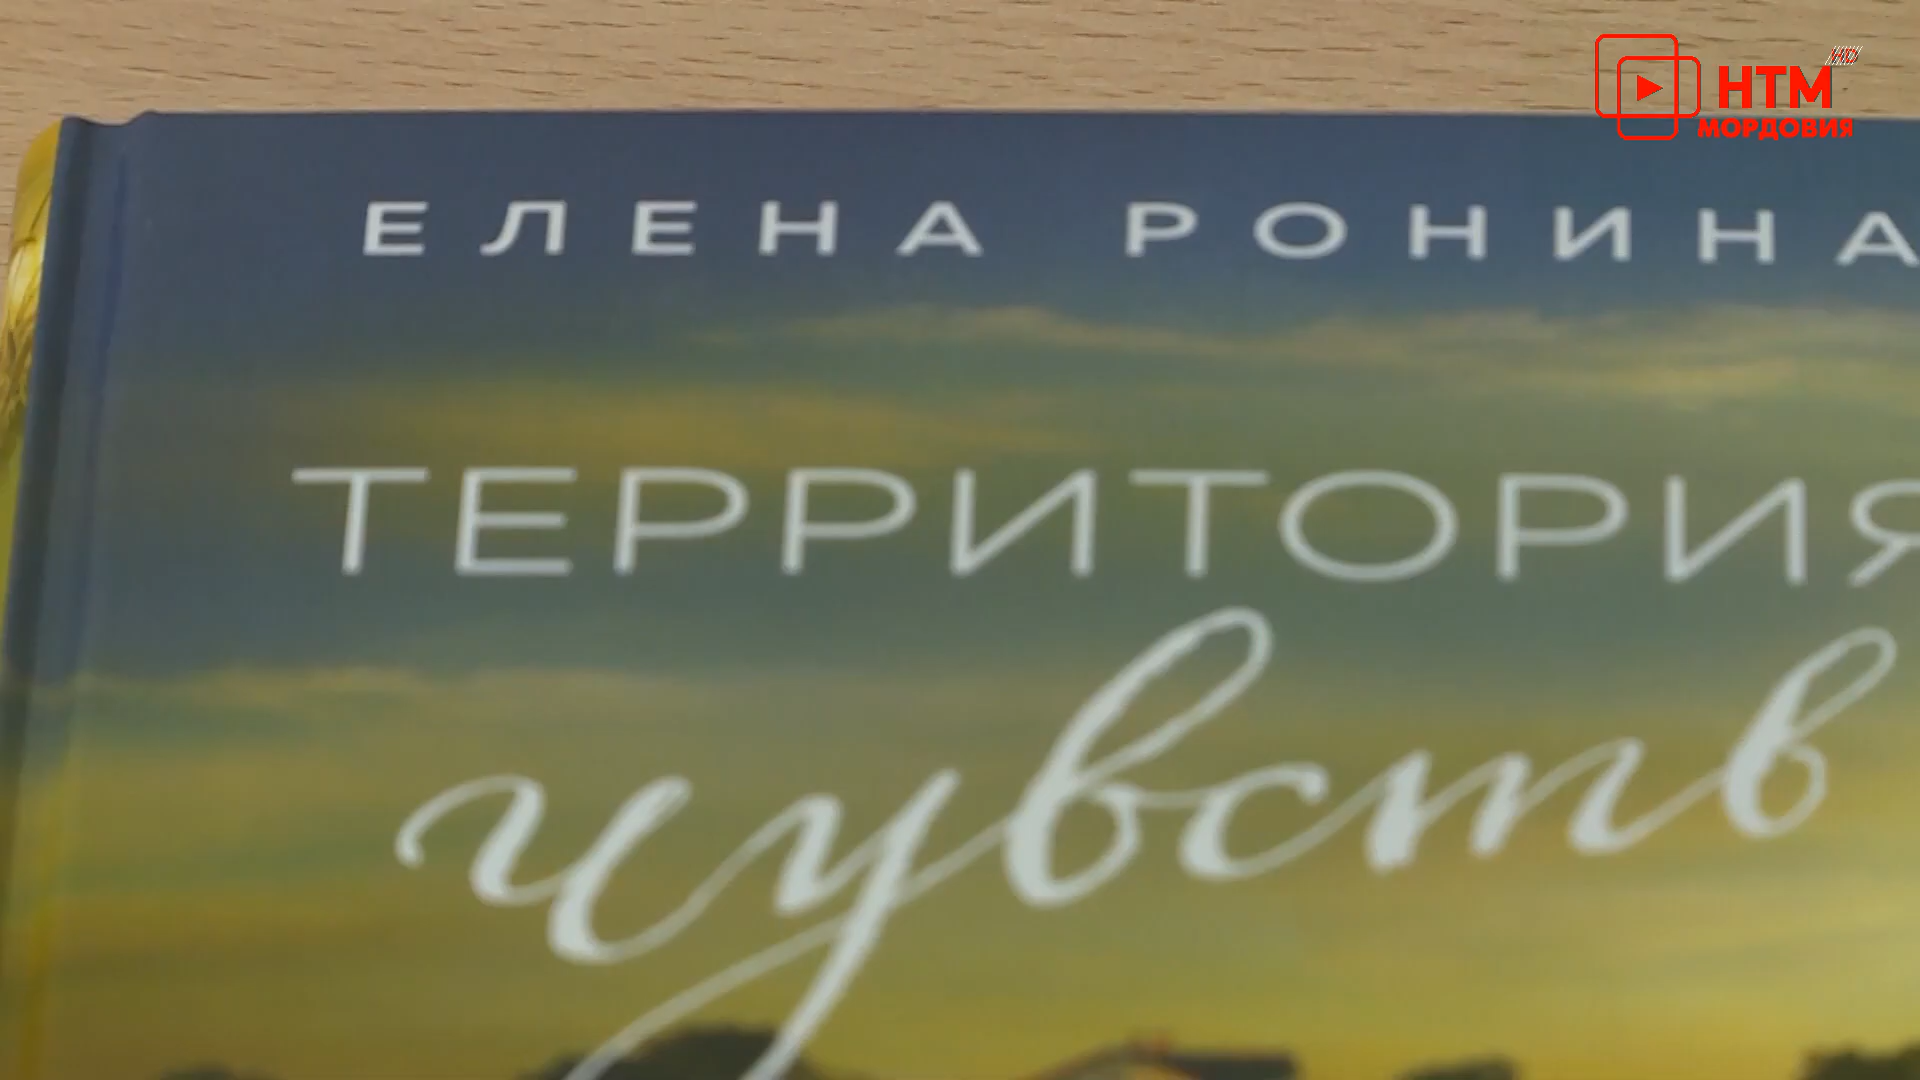 НТМ
МОРДОВИЯ
ЕЛЕНА РОНИНА
ТЕРРИТОРИЯ
чувств